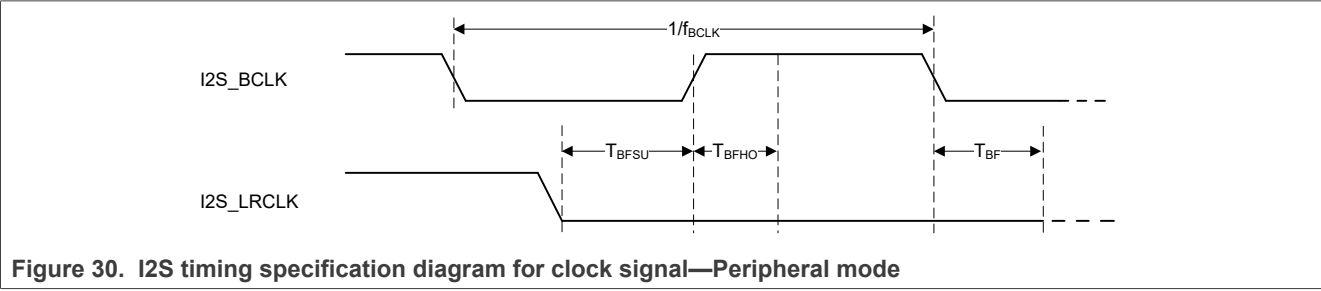 1/fBCLK
I2S_BCLK
TBFSU
TBFHO
TBF
I2S_LRCLK
Figure 30. I2S timing specification diagram for clock signal—Peripheral mode